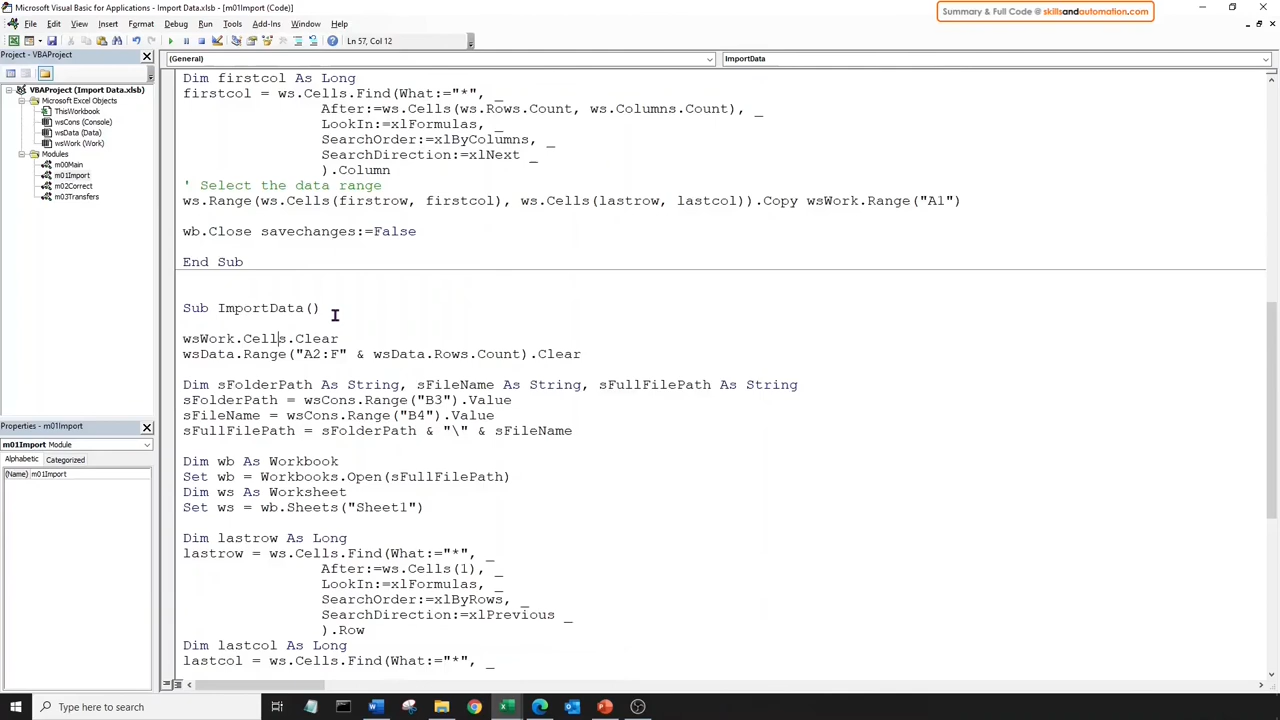 Microsoft Visual Basic for Applications - Import Data.xlsb - [m01Import (Code)]
Summary & Full Code @ skillsandautomation.com
File Edit View Insert Format Debug Run Tools Add-Ins Window Help
Ln 57, Col 12
Project - VBAProject
(General)
ImportData
VBAProject (Import Data.xlsb)
Microsoft Excel Objects
ThisWorkbook
wsCons (Console)
wsData (Data)
wsWork (Work)
Modules
m00Main
m01Import
m02Correct
m03Transfers
Properties - m01Import
m01Import Module
Alphabetic Categorized
(Name) m01Import
Dim firstcol As Long
firstcol = ws.Cells.Find(What:="*", _
After:=ws.Cells(ws.Rows.Count, ws.Columns.Count), _
LookIn:=xlFormulas, _
SearchOrder:=xlByColumns, _
SearchDirection:=xlNext _
).Column
' Select the data range
ws.Range(ws.Cells(firstrow, firstcol), ws.Cells(lastrow, lastcol)).Copy wsWork.Range("A1")
wb.Close savechanges:=False
End Sub
Sub ImportData()
wsWork.Cells.Clear
wsData.Range("A2:F" & wsData.Rows.Count).Clear
Dim sFolderPath As String, sFileName As String, sFullFilePath As String
sFolderPath = wsCons.Range("B3").Value
sFileName = wsCons.Range("B4").Value
sFullFilePath = sFolderPath & "\" & sFileName
Dim wb As Workbook
Set wb = Workbooks.Open(sFullFilePath)
Dim ws As Worksheet
Set ws = wb.Sheets("Sheet1")
Dim lastrow As Long
lastrow = ws.Cells.Find(What:="*", _
After:=ws.Cells(1), _
LookIn:=xlFormulas, _
SearchOrder:=xlByRows, _
SearchDirection:=xlPrevious _
).Row
Dim lastcol As Long
lastcol = ws.Cells.Find(What:="*", _
Type here to search